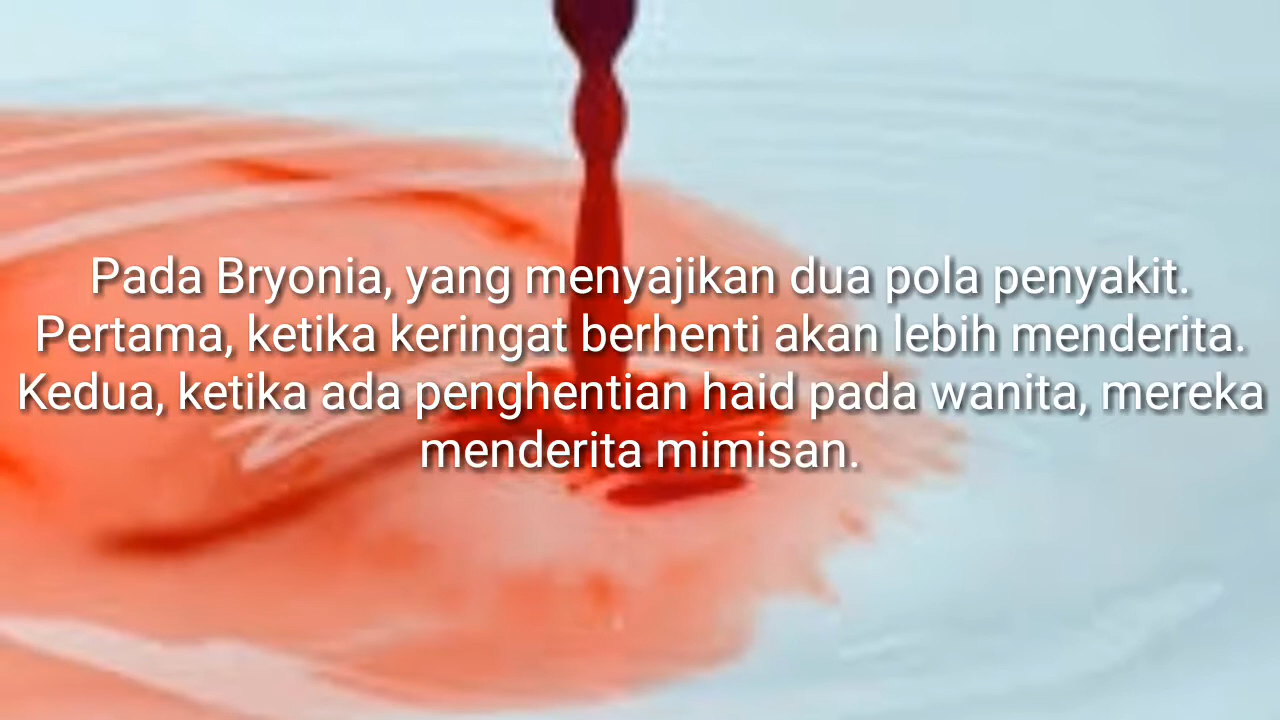 Pada Bryonia, yang menyajikan dua pola penyakit.
Pertama, ketika keringat berhenti akan lebih menderita.
Kedua, ketika ada penghentian haid pada wanita, mereka
menderita mimisan.